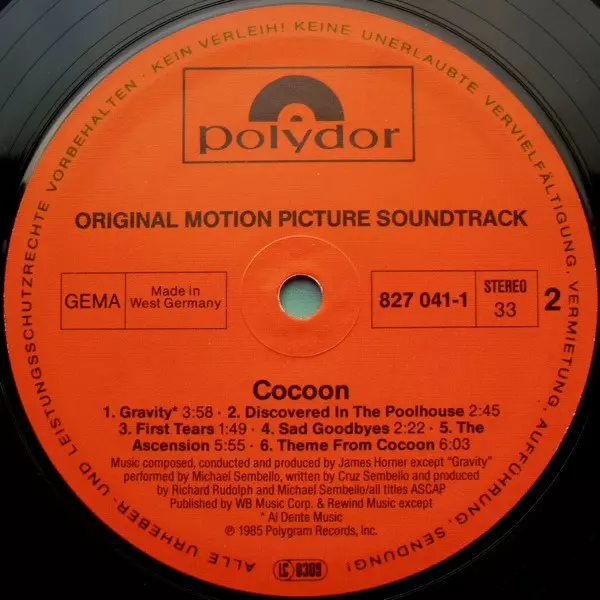 ALLE URHEBER- UND LEISTUNGSSCHUTZRECHTE VORBEHALTEN · KEIN VERLEIH! KEINE UNERLAUBTE VERVIELFÄLTIGUNG, VERMIETUNG, AUFFÜHRUNG, SENDUNG!
polydor
ORIGINAL MOTION PICTURE SOUNDTRACK
GEMA
Made in
West Germany
827 041-1
STEREO
33
2
Cocoon
1. Gravity* 3:58 · 2. Discovered In The Poolhouse 2:45
3. First Tears 1:49 · 4. Sad Goodbyes 2:22 · 5. The
Ascension 5:55 · 6. Theme From Cocoon 6:03
Music composed, conducted and produced by James Horner except "Gravity"
performed by Michael Sembello, written by Cruz Sembello and produced
by Richard Rudolph and Michael Sembello/all titles ASCAP
Published by WB Music Corp. & Rewind Music except
* Al Dente Music
℗ 1985 Polygram Records, Inc.
LC 0309